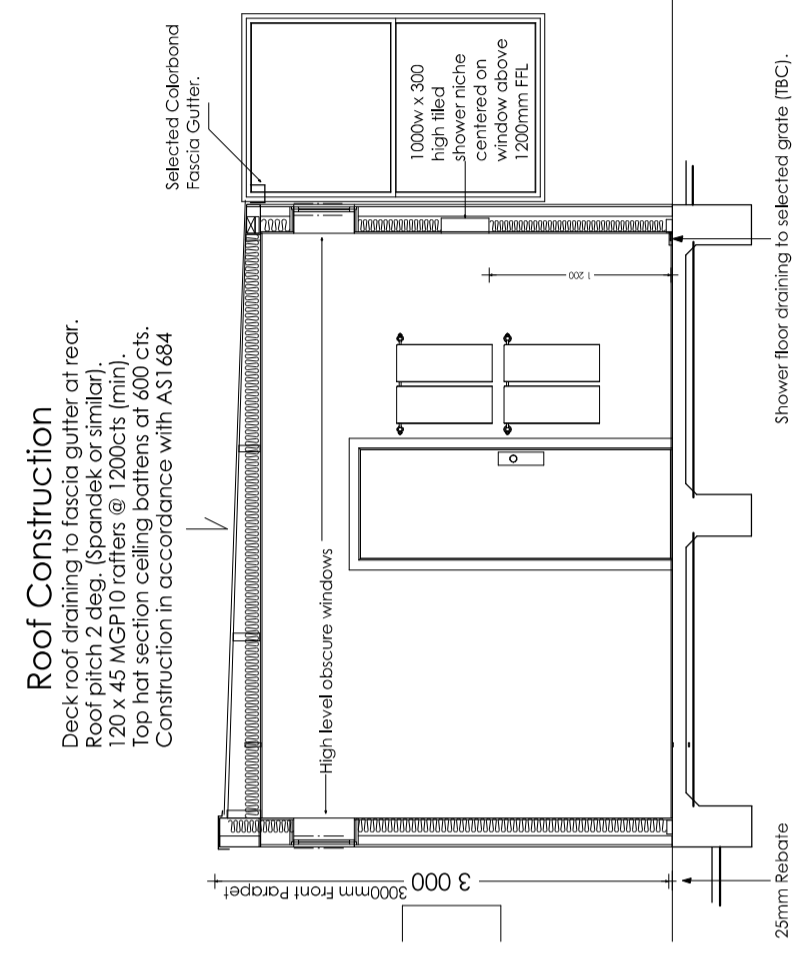 Roof Construction
Deck roof draining to fascia gutter at rear.
Roof pitch 2 deg. (Spandek or similar).
120 x 45 MGP10 rafters @ 1200cts (min).
Top hat section ceiling battens at 600 cts.
Construction in accordance with AS1684
Selected Colorbond
Fascia Gutter.
1000w x 300
high tiled
shower niche
centered on
window above
1200mm FFL
High level obscure windows
1 200
3000mm Front Parapet
3 000
25mm Rebate
Shower floor draining to selected grate (TBC).